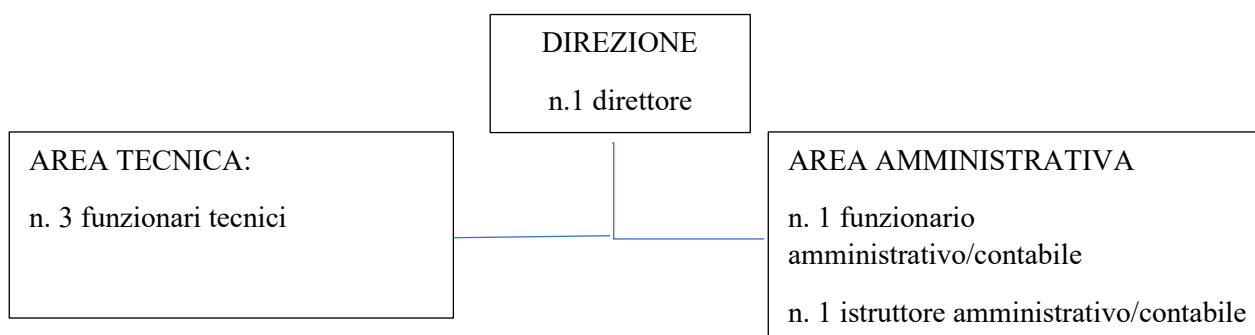 DIREZIONE
n.1 direttore
AREA TECNICA:
n. 3 funzionari tecnici
AREA AMMINISTRATIVA
n. 1 funzionario
amministrativo/contabile
n. 1 istruttore amministrativo/contabile